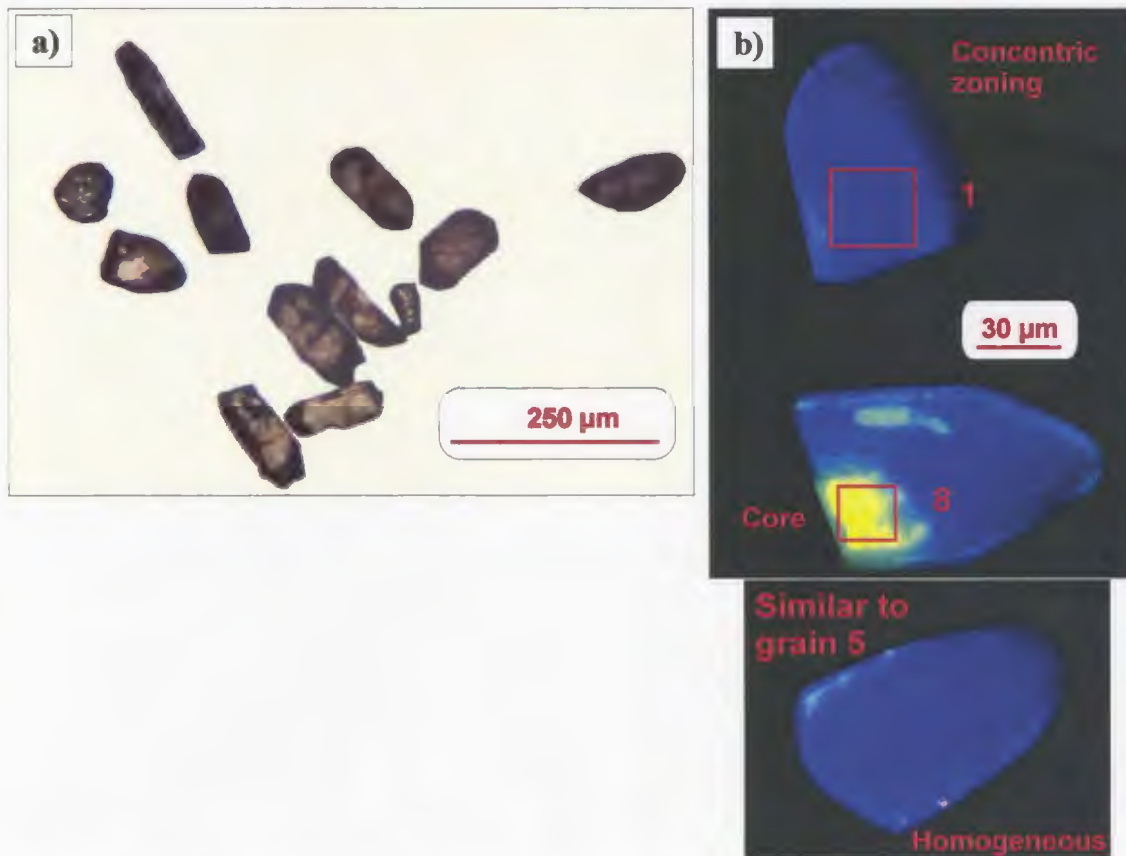 a)
250 µm
b)
Concentric
zoning
1
30 µm
8
Core
Similar to
grain 5
Homogeneous